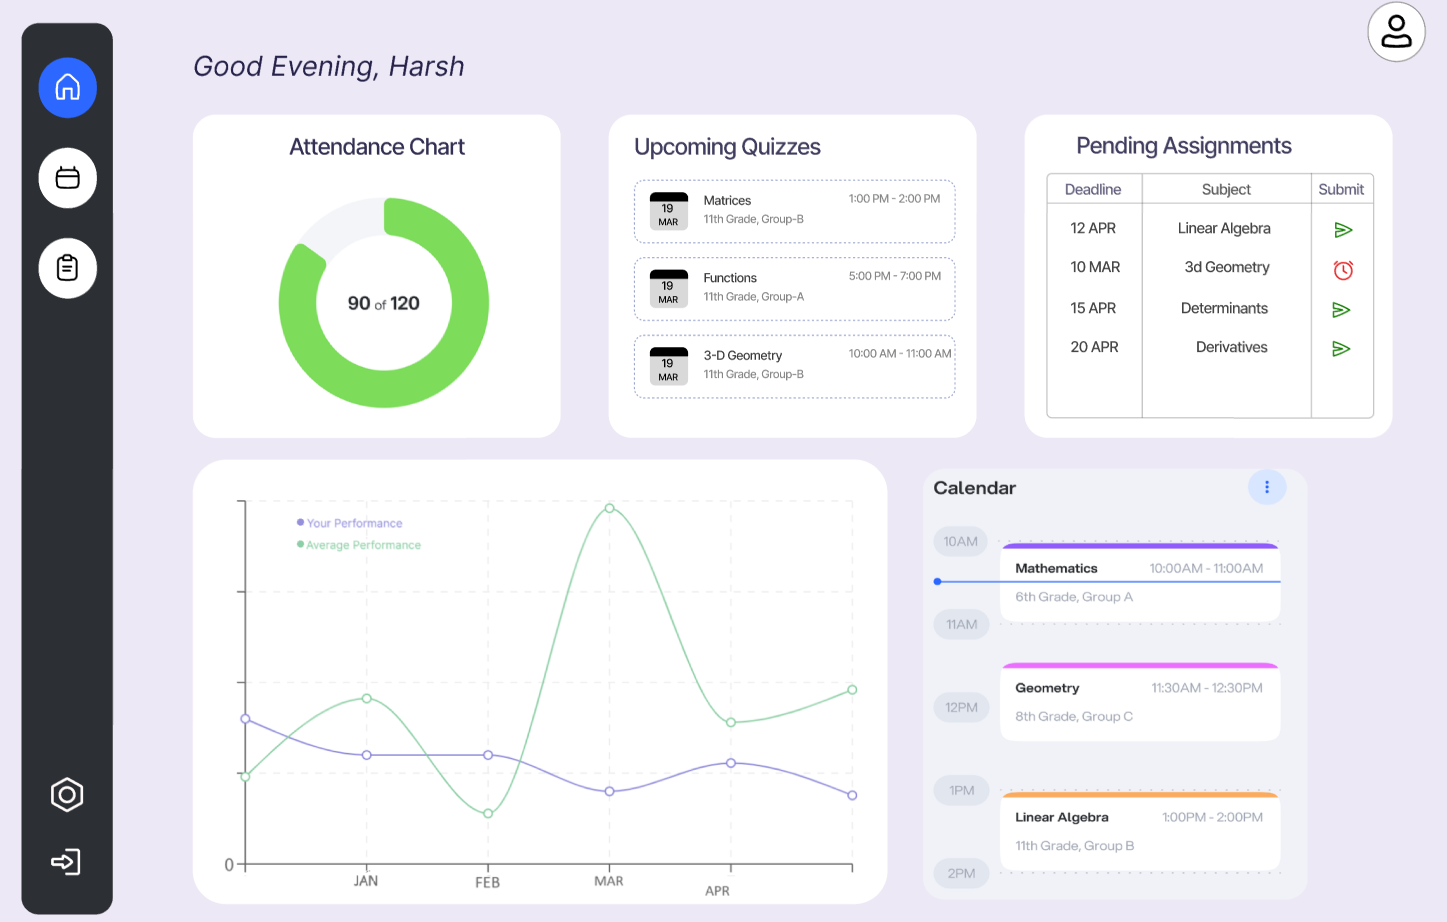 Good Evening, Harsh
Attendance Chart
90 of 120
Upcoming Quizzes
19
MAR
Matrices
1:00 PM - 2:00 PM
11th Grade, Group-B
19
MAR
Functions
5:00 PM - 7:00 PM
11th Grade, Group-A
19
MAR
3-D Geometry
10:00 AM - 11:00 AM
11th Grade, Group-B
Pending Assignments
Deadline Subject Submit
12 APR Linear Algebra
10 MAR 3d Geometry
15 APR Determinants
20 APR Derivatives
Your Performance
Average Performance
0
JAN FEB MAR APR
Calendar
10AM
Mathematics 10:00AM - 11:00AM
6th Grade, Group A
11AM
Geometry 11:30AM - 12:30PM
12PM
8th Grade, Group C
1PM
Linear Algebra 1:00PM - 2:00PM
11th Grade, Group B
2PM